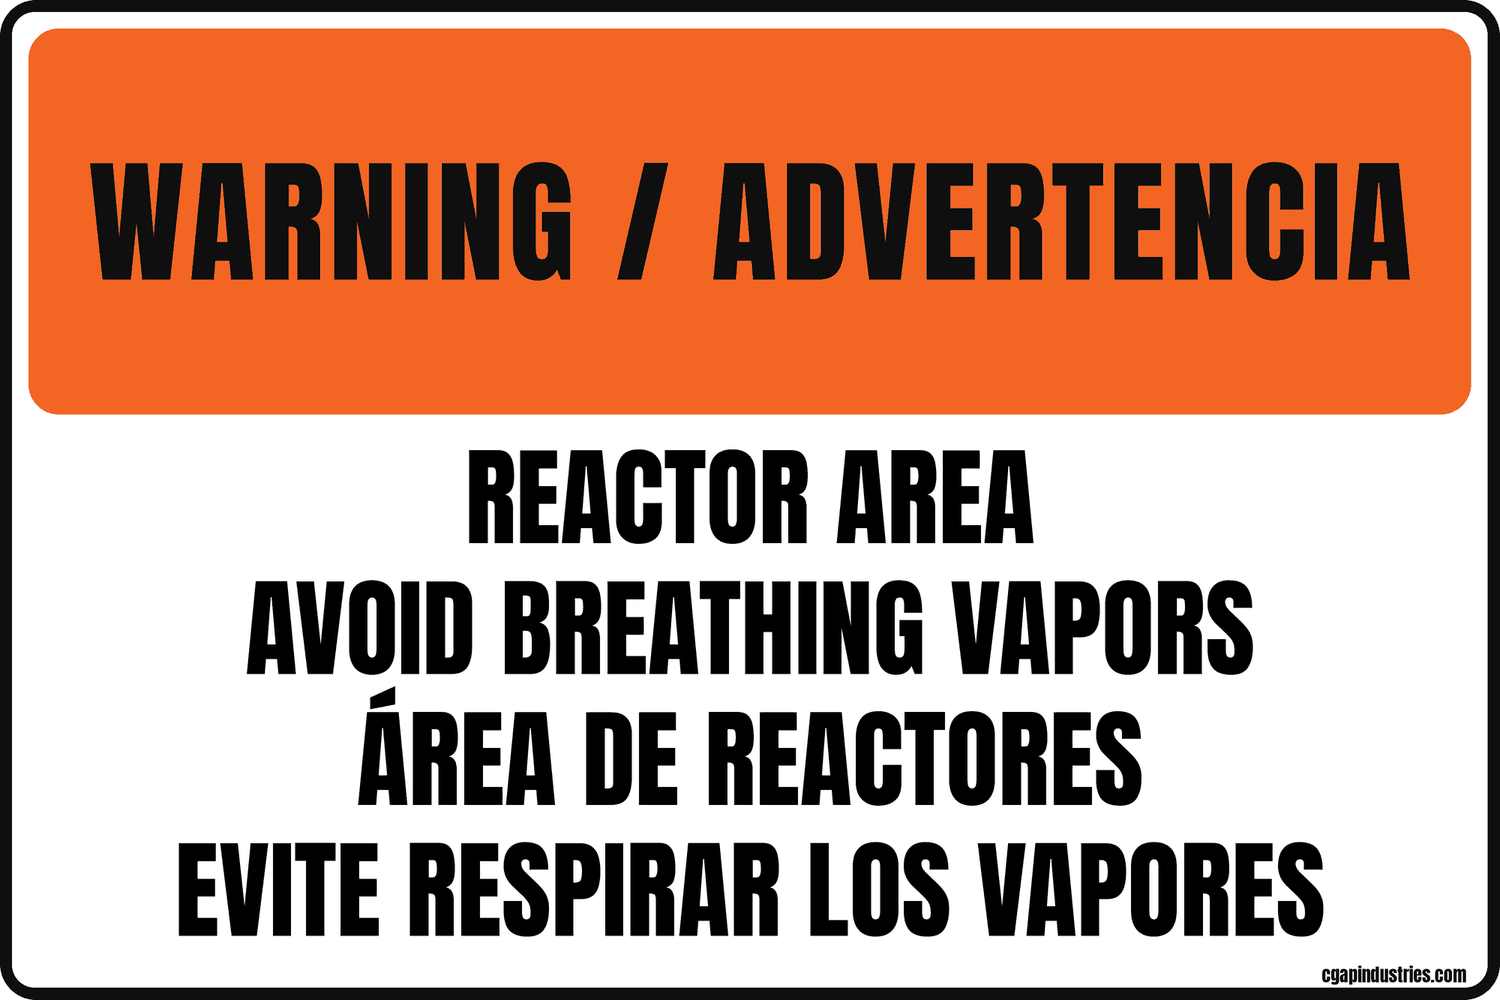 WARNING / ADVERTENCIA
REACTOR AREA
AVOID BREATHING VAPORS
ÁREA DE REACTORES
EVITE RESPIRAR LOS VAPORES
cgapindustries.com